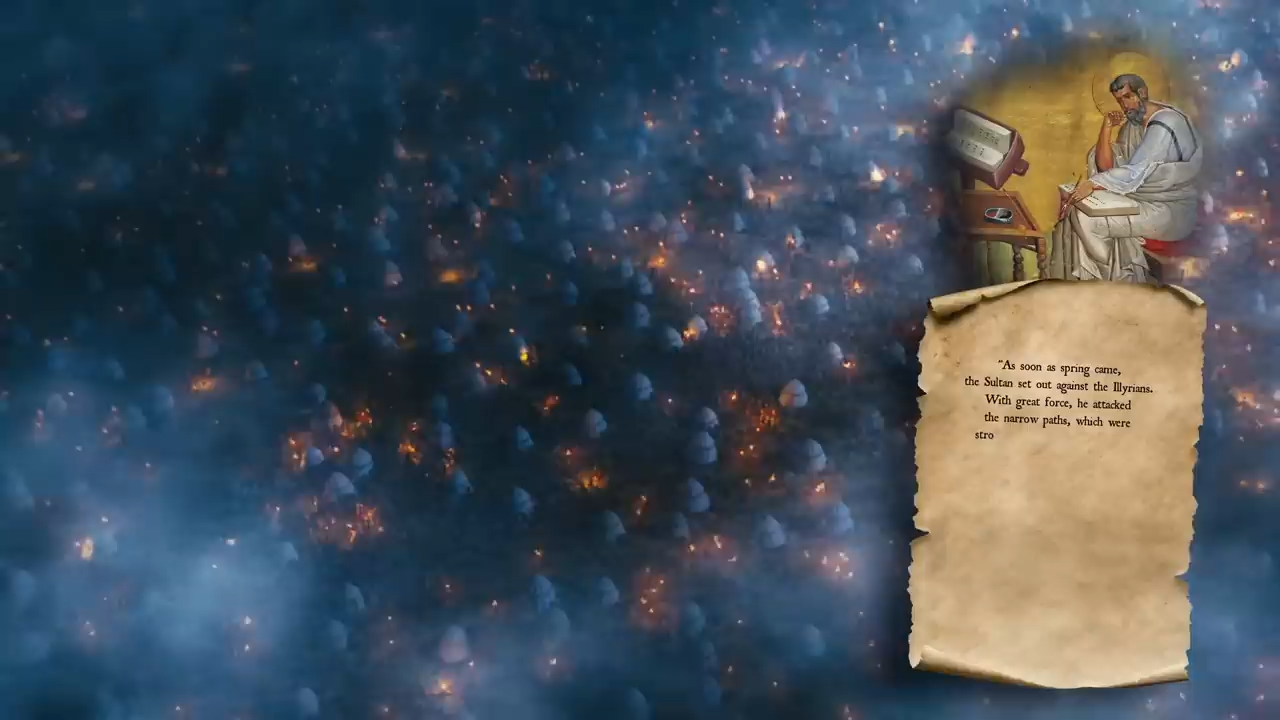 "As soon as spring came,
the Sultan set out against the Illyrians.
With great force, he attacked
the narrow paths, which were
stro